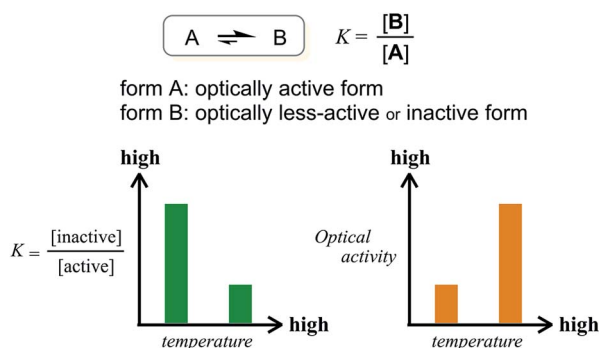 A ⇌ B K = [B] / [A]
form A: optically active form
form B: optically less-active or inactive form
high
K = [inactive] / [active]
high
temperature
high
Optical
activity
high
temperature